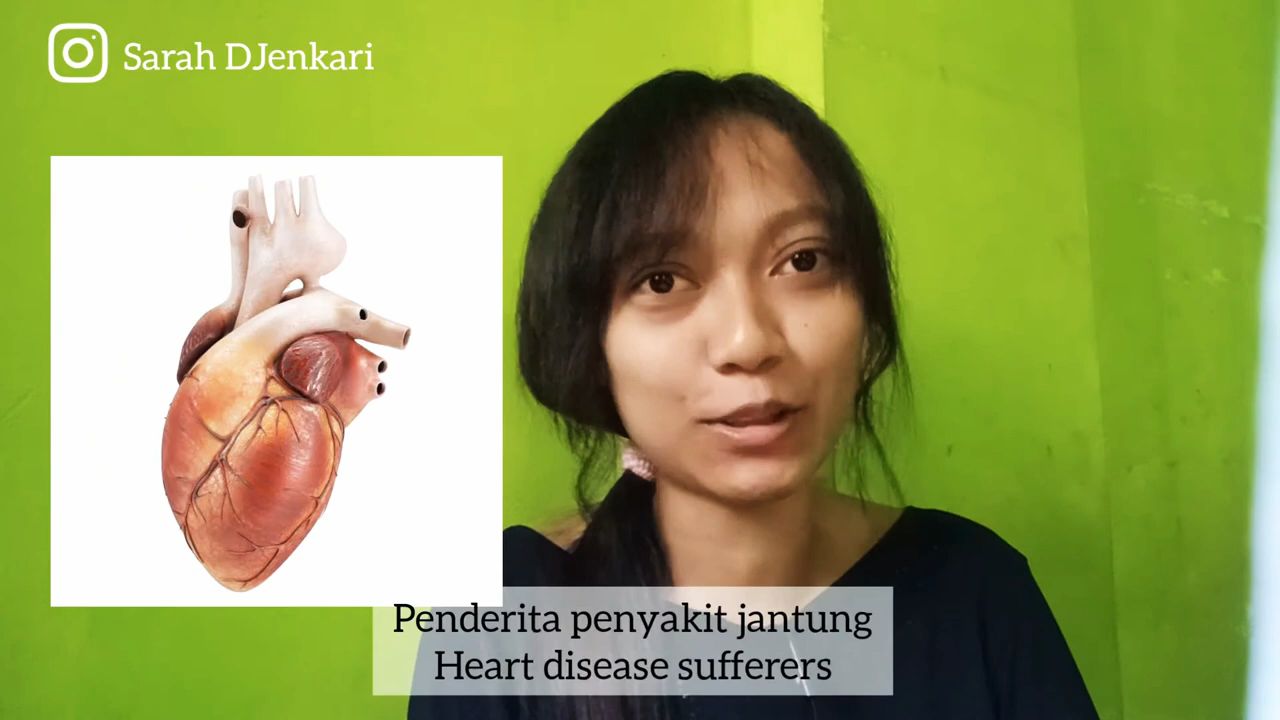 Sarah DJenkari
Penderita penyakit jantung
Heart disease sufferers